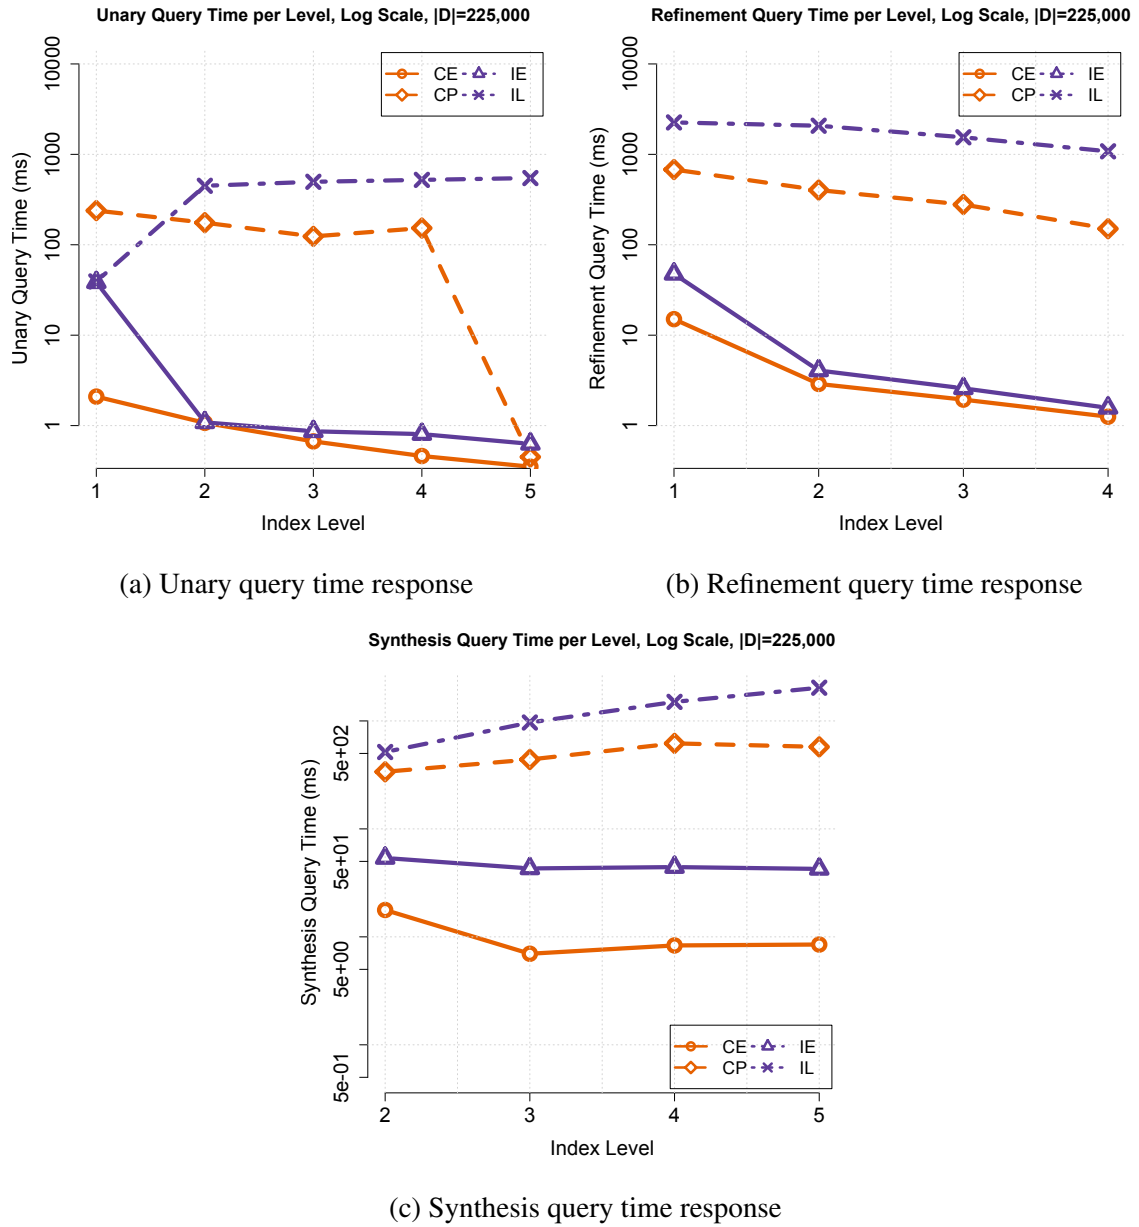 Unary Query Time per Level, Log Scale, |D|=225,000
Unary Query Time (ms)
10000
1000
100
10
1
CE IE
CP IL
1 2 3 4 5
Index Level
(a) Unary query time response
Refinement Query Time per Level, Log Scale, |D|=225,000
Refinement Query Time (ms)
10000
1000
100
10
1
CE IE
CP IL
1 2 3 4
Index Level
(b) Refinement query time response
Synthesis Query Time per Level, Log Scale, |D|=225,000
Synthesis Query Time (ms)
5e+02
5e+01
5e+00
5e-01
CE IE
CP IL
2 3 4 5
Index Level
(c) Synthesis query time response